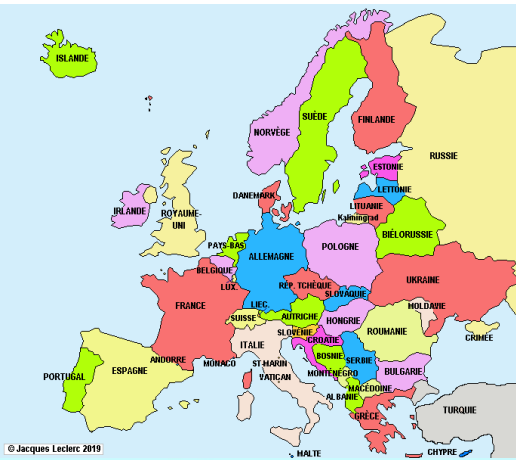 ISLANDE
SUÈDE
FINLANDE
NORVÈGE
RUSSIE
ESTONIE
LETTONIE
DANEMARK
LITUANIE
Kaliningrad
IRLANDE
ROYAUME-
UNI
BIÉLORUSSIE
PAYS-BAS
POLOGNE
ALLEMAGNE
BELGIQUE
UKRAINE
RÉP. TCHÈQUE
LUX.
SLOVAQUIE
LIEC.
FRANCE
MOLDAVIE
AUTRICHE
SUISSE
HONGRIE
ROUMANIE
SLOVÉNIE
CRIMÉE
CROATIE
ITALIE
BOSNIE
SERBIE
ANDORRE
MONACO
ST-MARIN
ESPAGNE
MONTÉNÉGRO
BULGARIE
PORTUGAL
VATICAN
MACÉDOINE
ALBANIE
TURQUIE
GRÈCE
MALTE
CHYPRE
© Jacques Leclerc 2019